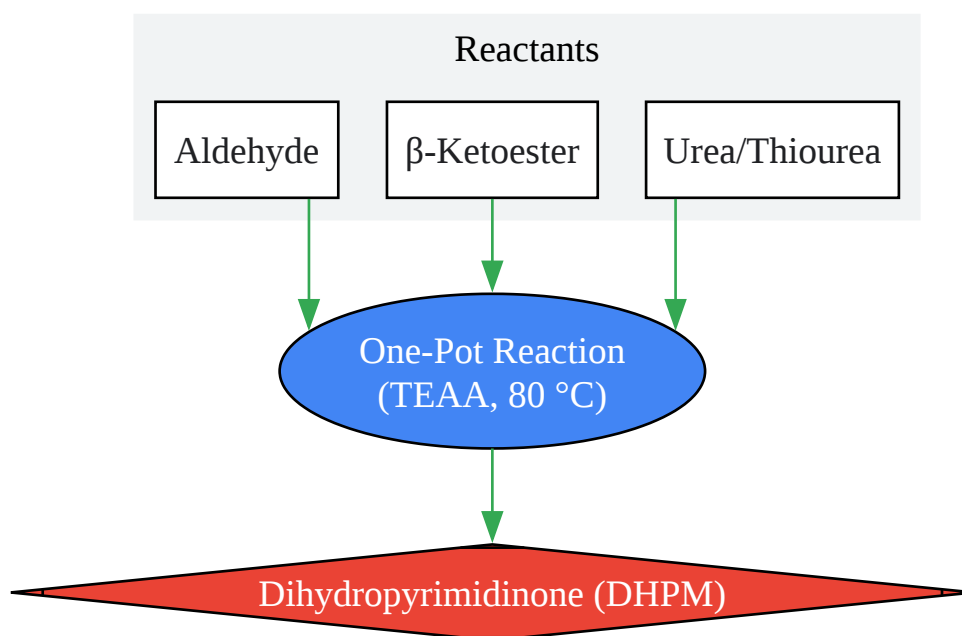 Reactants
Aldehyde
β-Ketoester
Urea/Thiourea
One-Pot Reaction
(TEAA, 80 °C)
Dihydropyrimidinone (DHPM)